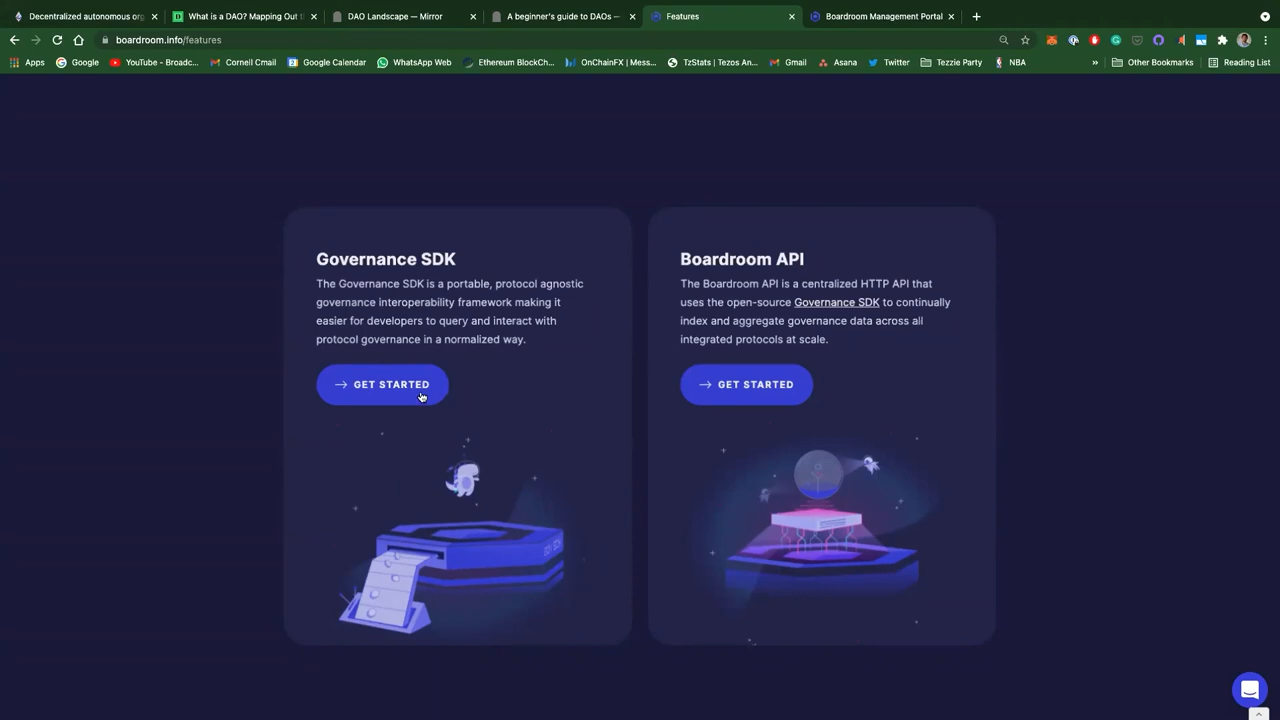 Decentralized autonomous or
What is a DAO? Mapping Out t
DAO Landscape — Mirror
A beginner's guide to DAOs —
Features
Boardroom Management Portal
boardroom.info/features
Apps
Google
YouTube - Broadc...
Cornell Cmail
Google Calendar
WhatsApp Web
Ethereum BlockCh...
OnChainFX | Mess...
TzStats | Tezos An...
Gmail
Asana
Twitter
Tezzie Party
NBA
»
Other Bookmarks
Reading List
Governance SDK
The Governance SDK is a portable, protocol agnostic
governance interoperability framework making it
easier for developers to query and interact with
protocol governance in a normalized way.
→ GET STARTED
Boardroom API
The Boardroom API is a centralized HTTP API that
uses the open-source Governance SDK to continually
index and aggregate governance data across all
integrated protocols at scale.
→ GET STARTED